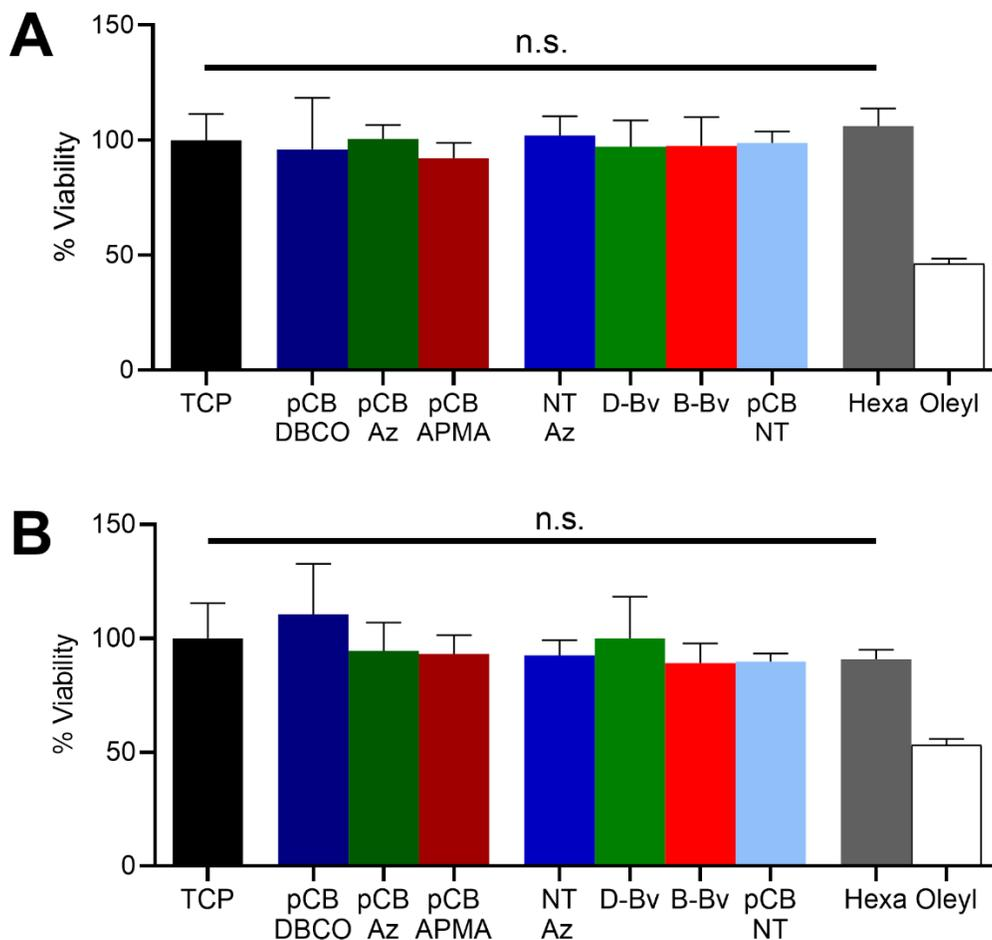 A
150
n.s.
100
% Viability
50
0
TCP pCB pCB pCB NT D-Bv B-Bv pCB Hexa Oleyl
DBCO Az APMA Az NT
B
150
n.s.
100
% Viability
50
0
TCP pCB pCB pCB NT D-Bv B-Bv pCB Hexa Oleyl
DBCO Az APMA Az NT